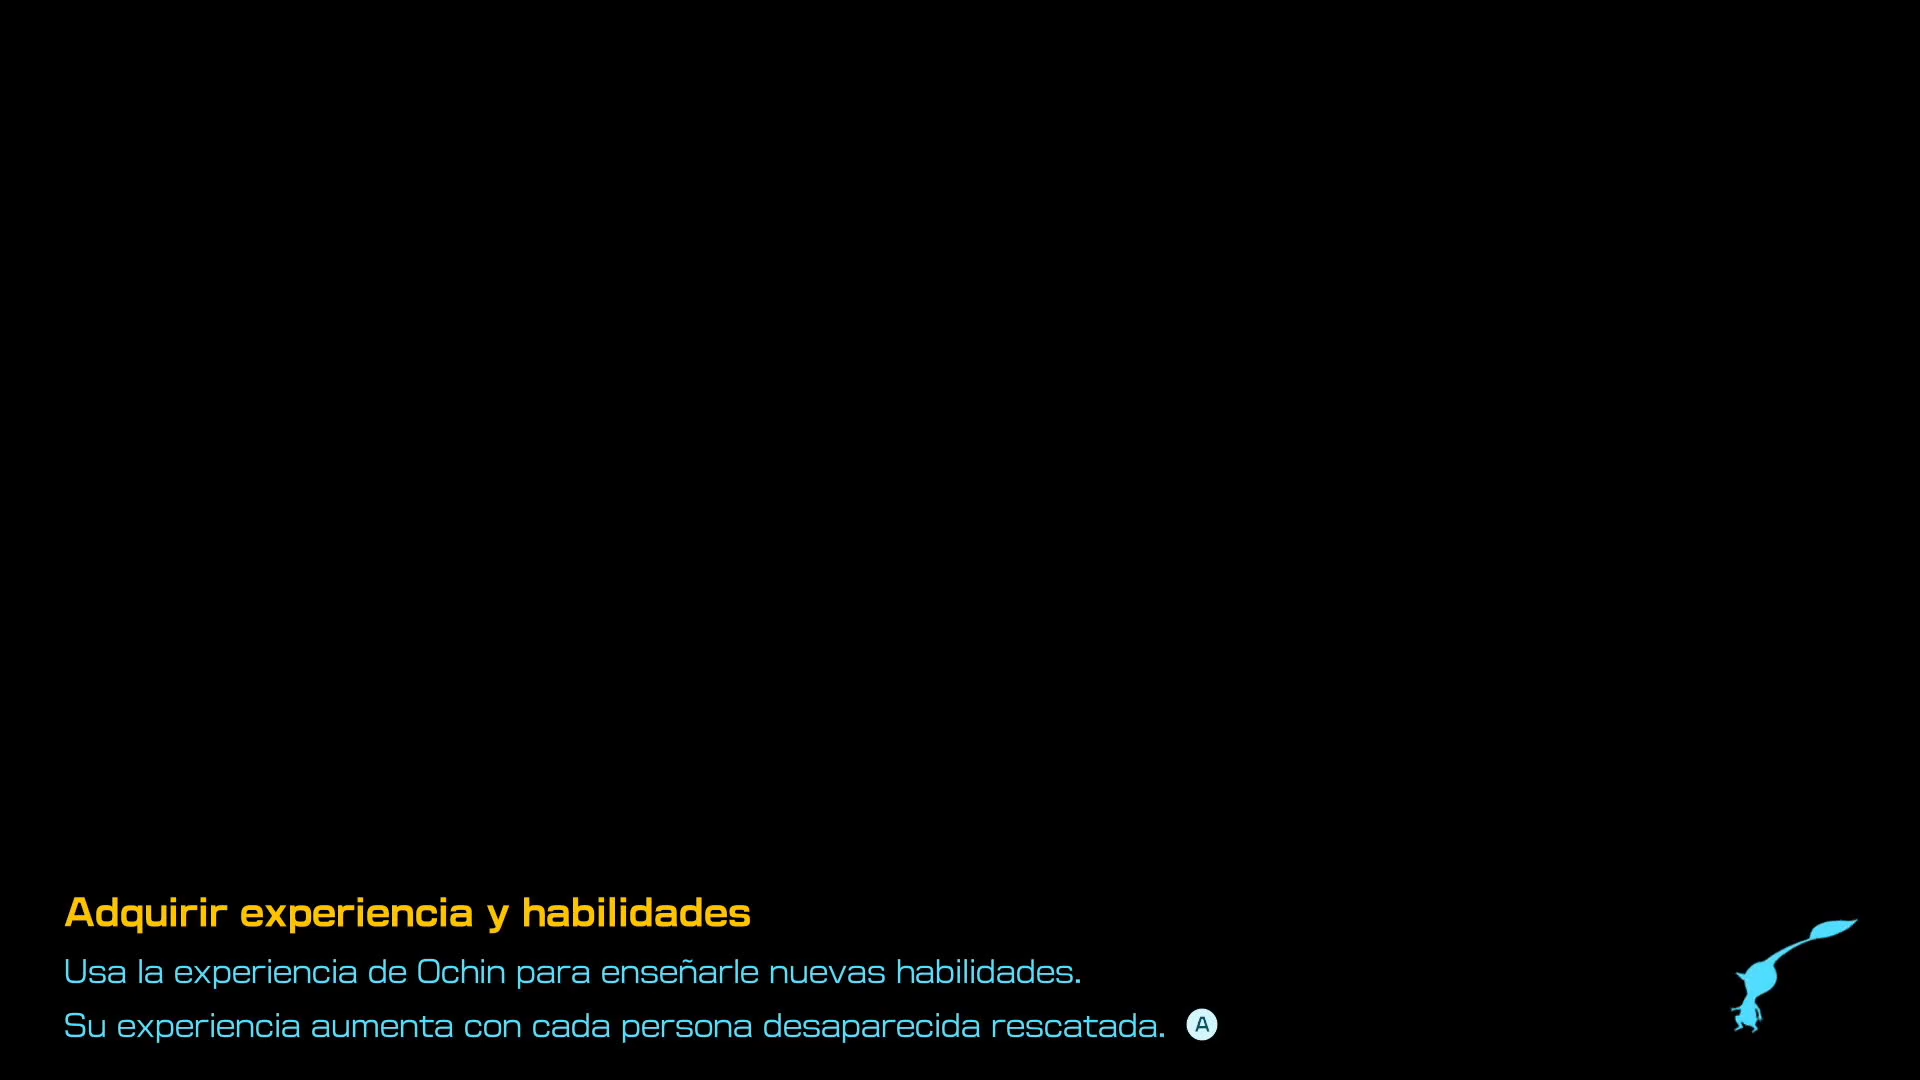 Adquirir experiencia y habilidades
Usa la experiencia de Ochin para enseñarle nuevas habilidades.
Su experiencia aumenta con cada persona desaparecida rescatada. A